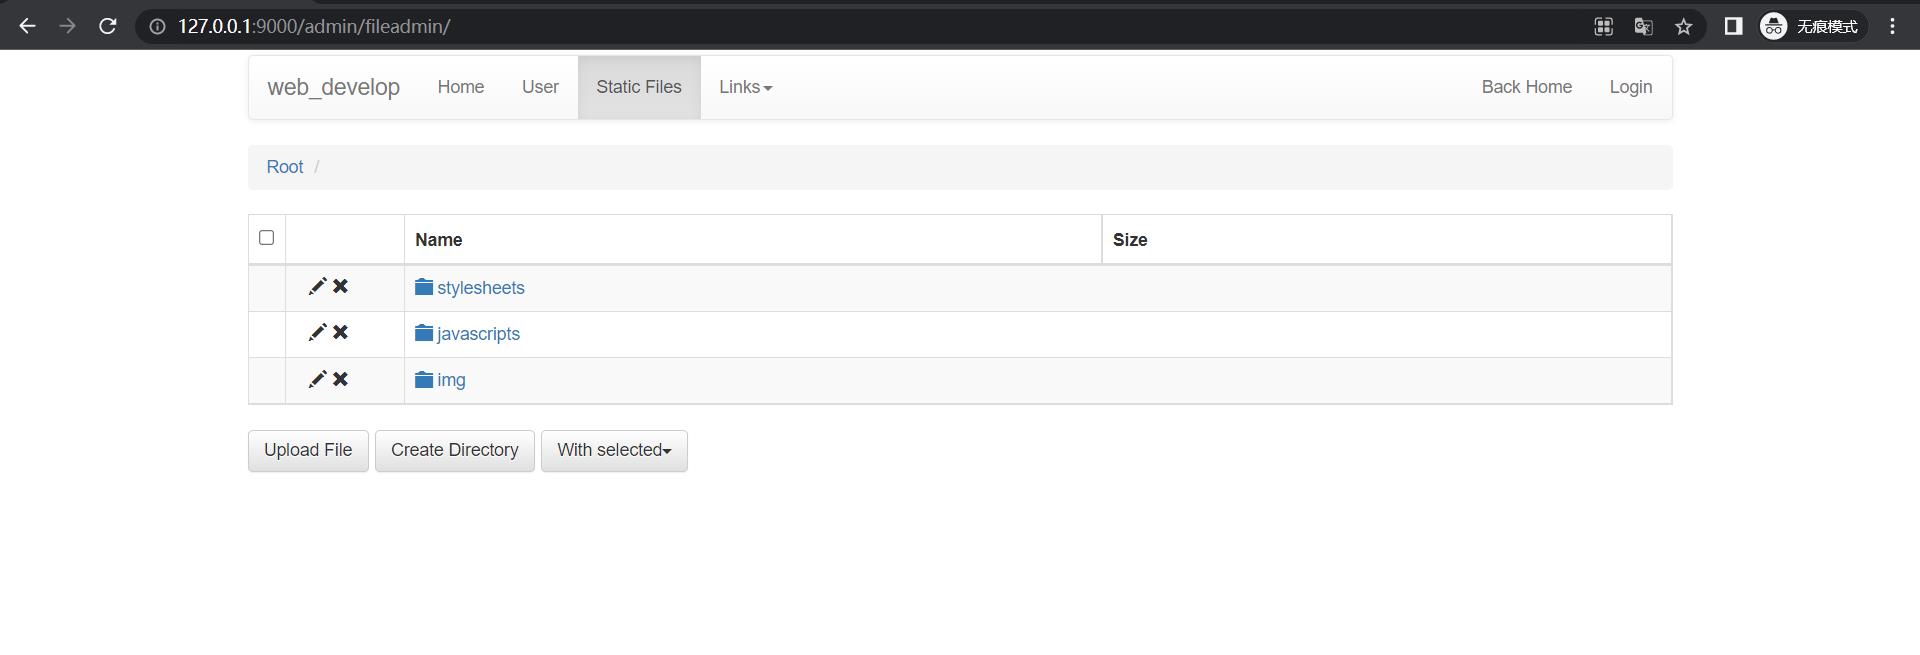 127.0.0.1:9000/admin/fileadmin/ 无痕模式
web_develop Home User Static Files Links Back Home Login
Root /
Name Size
stylesheets
javascripts
img
Upload File Create Directory With selected